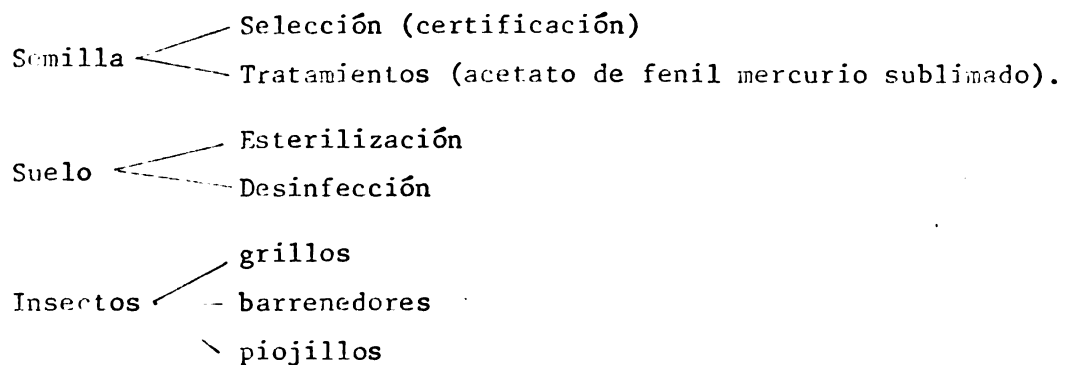 Semilla
Selección (certificación)
Tratamientos (acetato de fenil mercurio sublimado).
Suelo
Esterilización
Desinfección
Insectos
grillos
barrenedores
piojillos